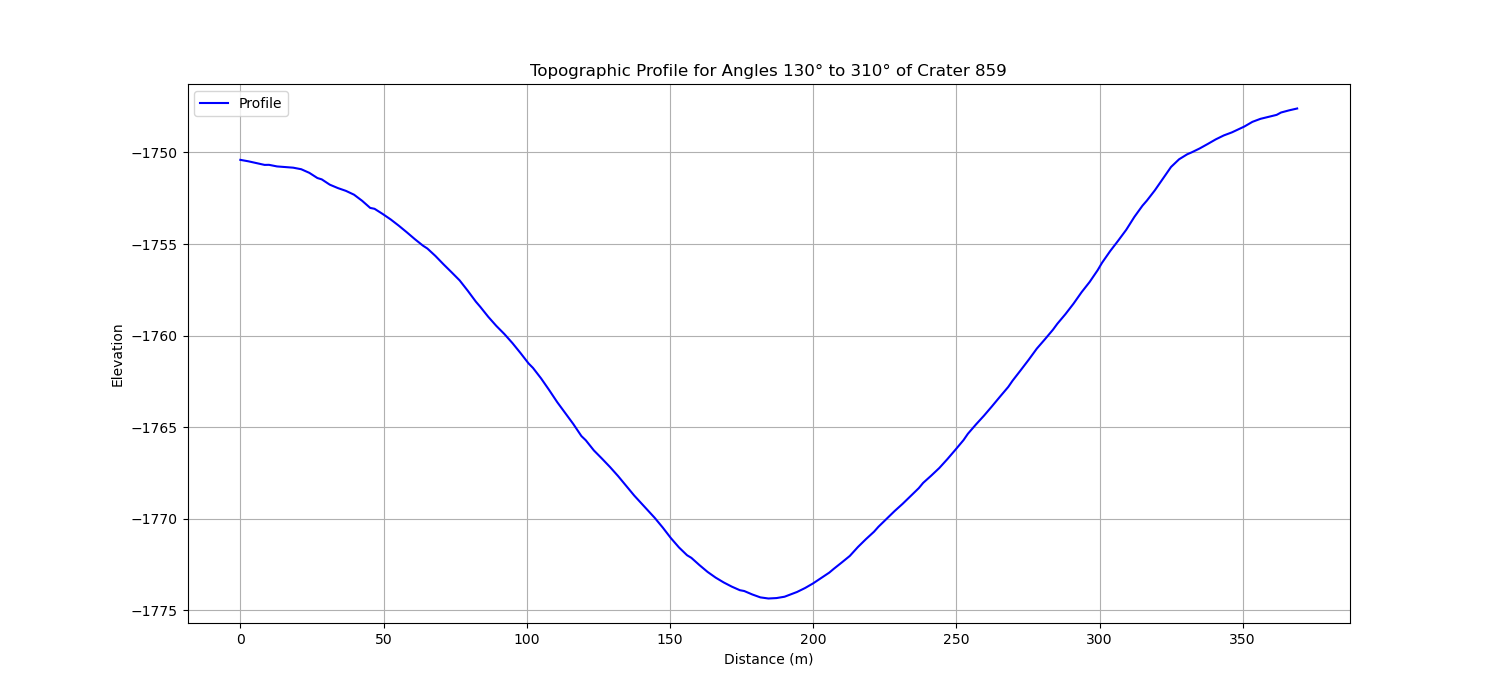 Topographic Profile for Angles 130° to 310° of Crater 859
Profile
−1750
−1755
−1760
−1765
−1770
−1775
Elevation
0 50 100 150 200 250 300 350
Distance (m)